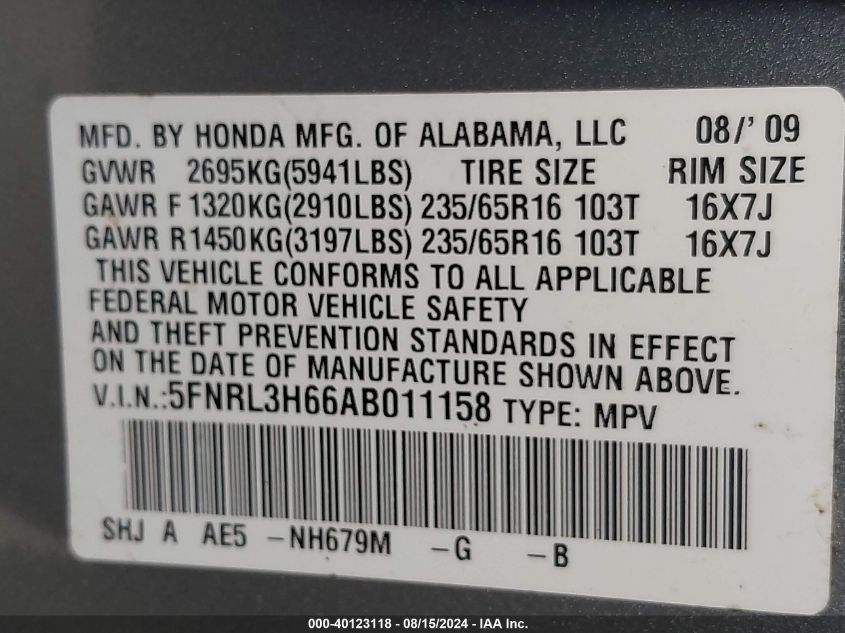 MFD. BY HONDA MFG. OF ALABAMA, LLC 08/' 09
GVWR 2695KG(5941LBS) TIRE SIZE RIM SIZE
GAWR F 1320KG(2910LBS) 235/65R16 103T 16X7J
GAWR R1450KG(3197LBS) 235/65R16 103T 16X7J
THIS VEHICLE CONFORMS TO ALL APPLICABLE
FEDERAL MOTOR VEHICLE SAFETY
AND THEFT PREVENTION STANDARDS IN EFFECT
ON THE DATE OF MANUFACTURE SHOWN ABOVE.
V.I.N.:5FNRL3H66AB011158 TYPE: MPV
SHJ A AE5 -NH679M -G -B
000-40123118 - 08/15/2024 - IAA Inc.